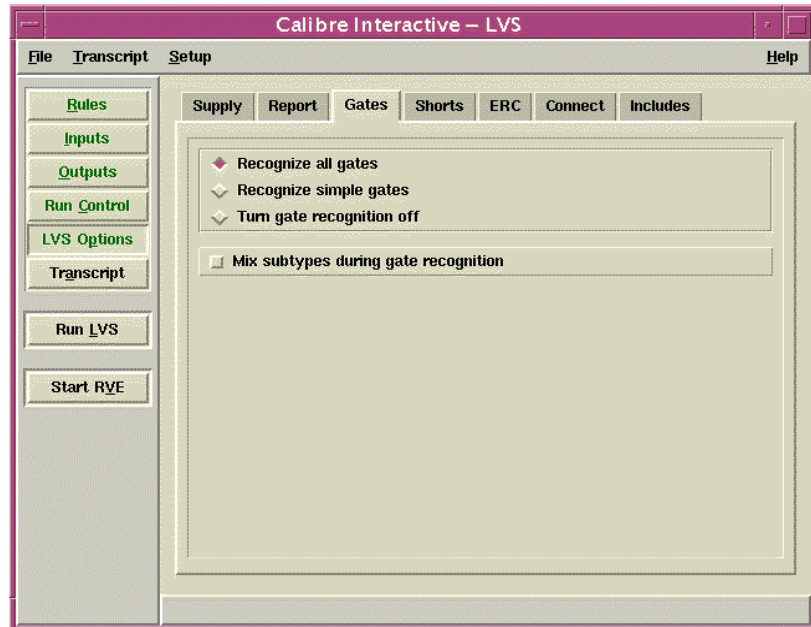 Calibre Interactive – LVS
File Transcript Setup Help
Rules
Inputs
Outputs
Run Control
LVS Options
Transcript
Run LVS
Start RVE
Supply Report Gates Shorts ERC Connect Includes
Recognize all gates
Recognize simple gates
Turn gate recognition off
Mix subtypes during gate recognition